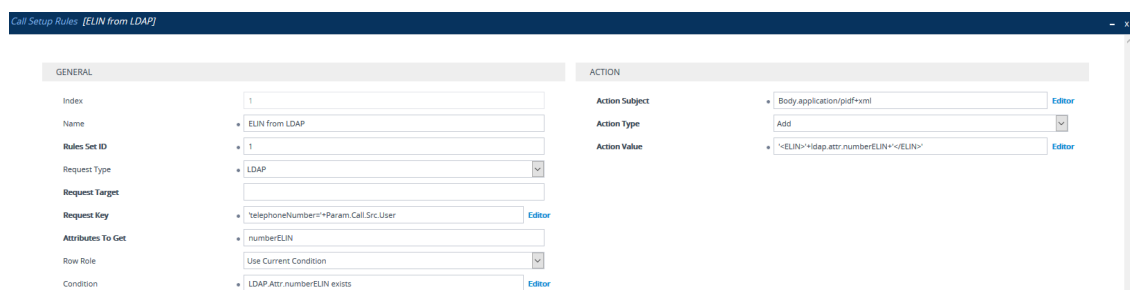 Call Setup Rules [ELIN from LDAP]
– x
GENERAL
Index 1
Name ELIN from LDAP
Rules Set ID 1
Request Type LDAP
Request Target
Request Key 'telephoneNumber='+Param.Call.Src.User Editor
Attributes To Get numberELIN
Row Role Use Current Condition
Condition LDAP.Attr.numberELIN exists Editor
ACTION
Action Subject Body.application/pidf+xml Editor
Action Type Add
Action Value '<ELIN>'+ldap.attr.numberELIN+'</ELIN>' Editor